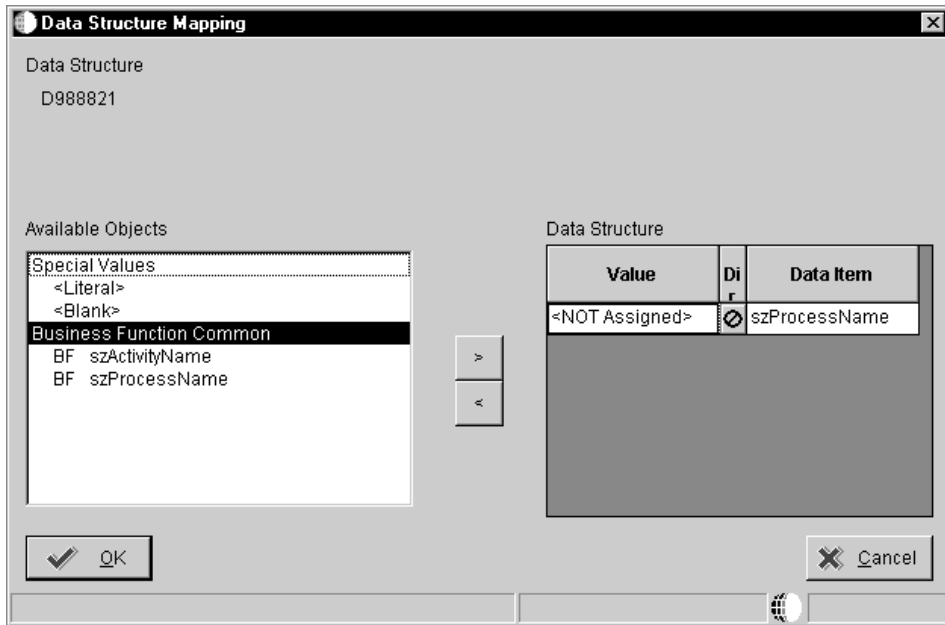 Data Structure Mapping
Data Structure
D988821
Available Objects
Special Values
<Literal>
<Blank>
Business Function Common
BF szActivityName
BF szProcessName
>
<
Data Structure
Value Dir Data Item
<NOT Assigned> szProcessName
OK
Cancel